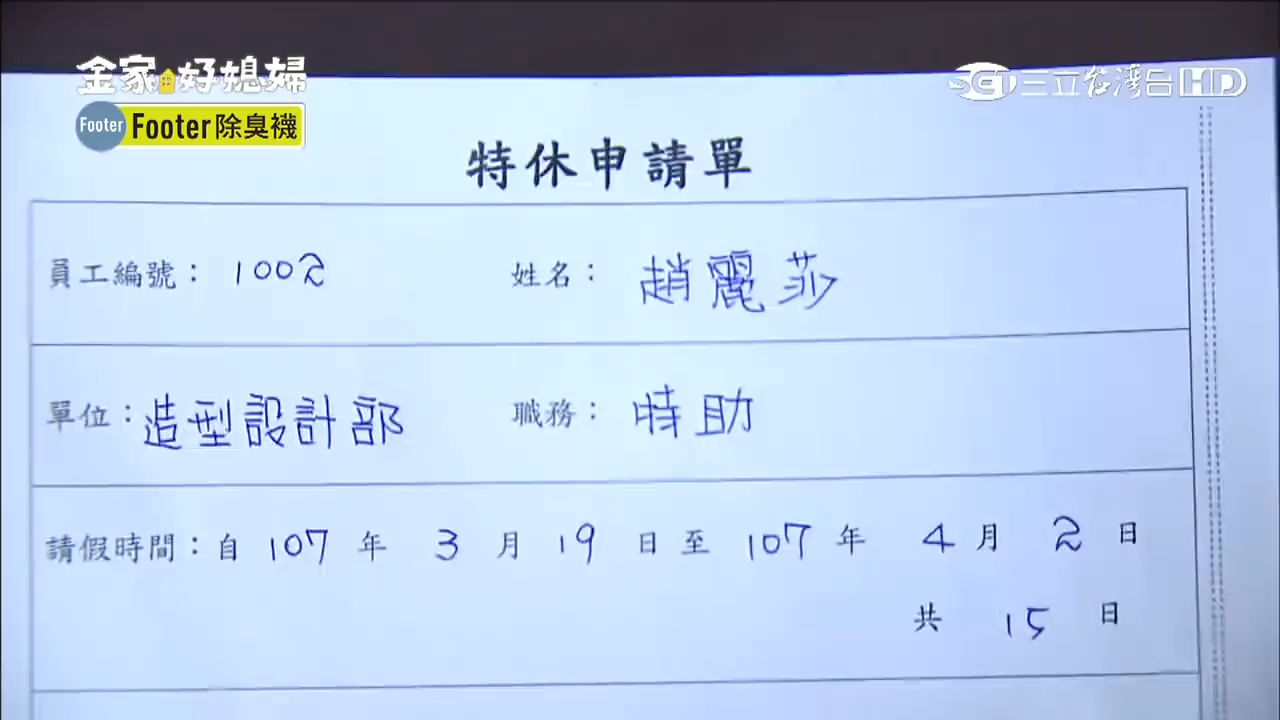 金家好媳婦
Footer Footer除臭襪
SET 三立台灣台 HD
特休申請單
員工編號：1002 姓名：趙麗莎
單位：造型設計部 職務：特助
請假時間：自 107 年 3 月 19 日至 107 年 4 月 2 日
共 15 日